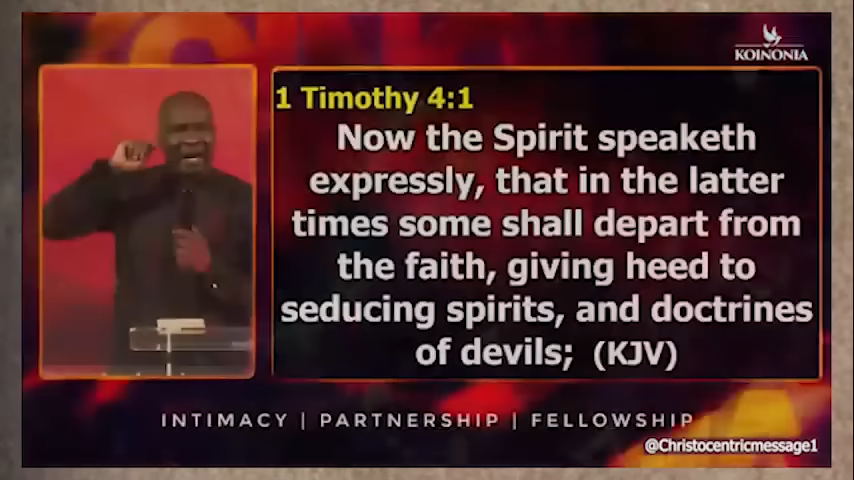 KOINONIA
1 Timothy 4:1
Now the Spirit speaketh
expressly, that in the latter
times some shall depart from
the faith, giving heed to
seducing spirits, and doctrines
of devils; (KJV)
INTIMACY | PARTNERSHIP | FELLOWSHIP
@Christocentricmessage1